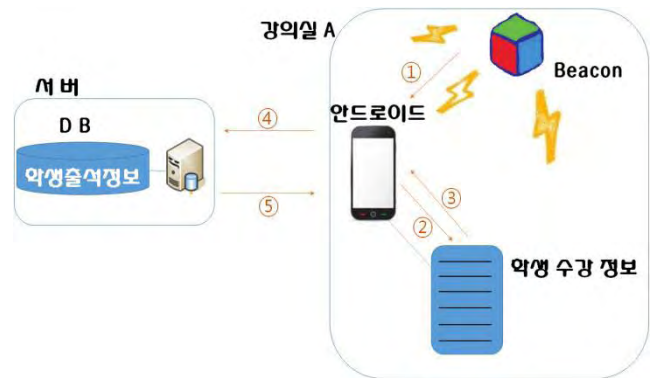 강의실 A
①
Beacon
서 버
안드로이드
D B
④
학생출석정보
⑤
③
②
학생 수강 정보